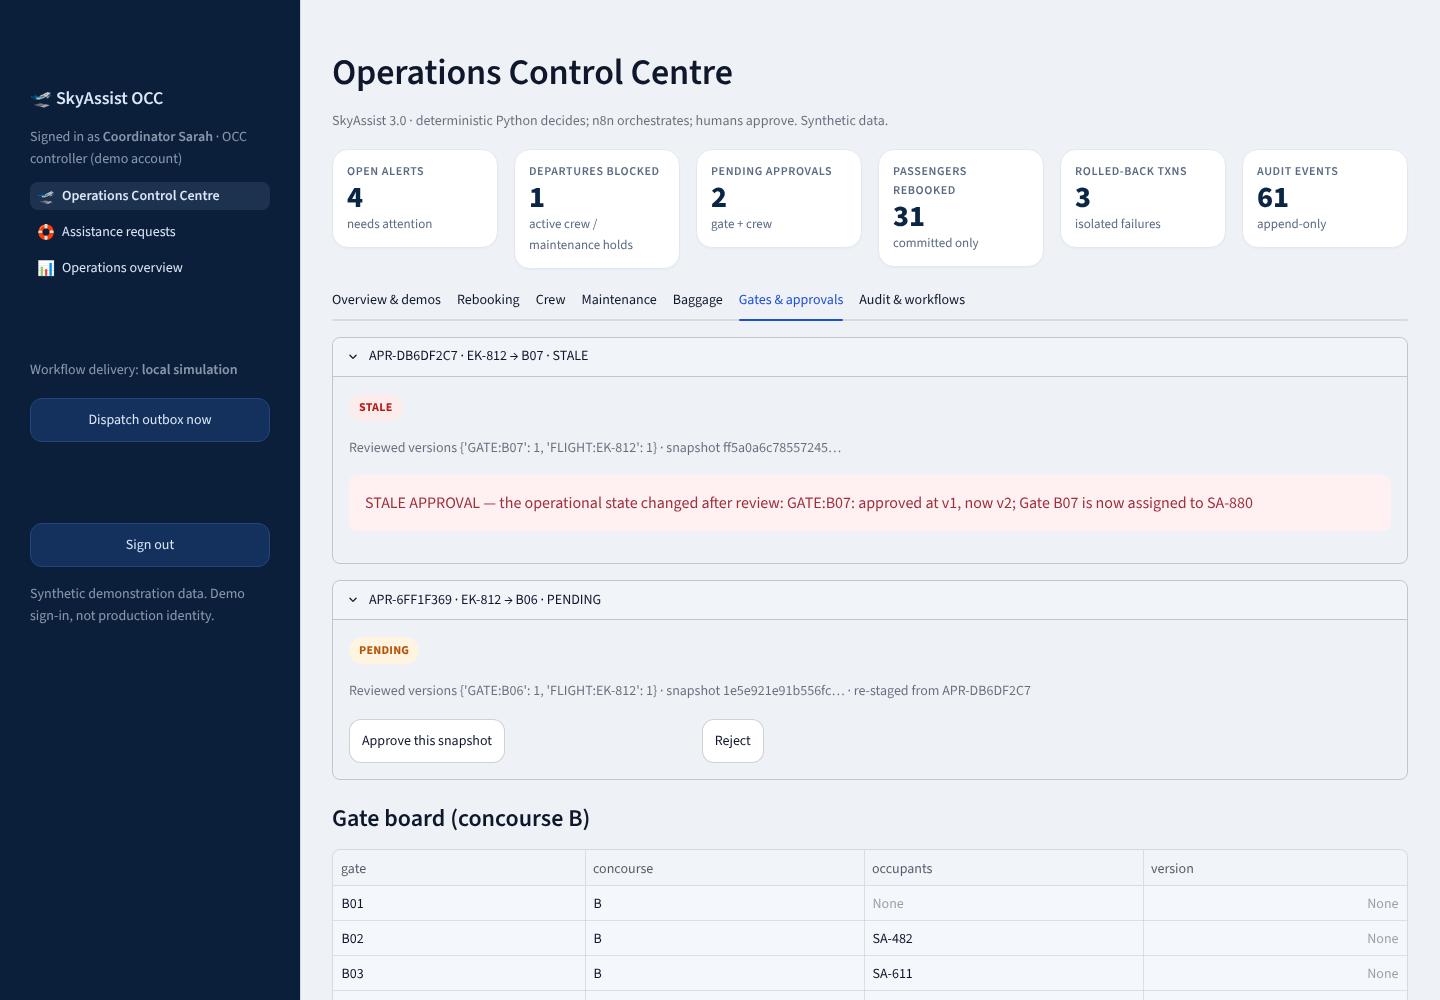 SkyAssist OCC
Signed in as Coordinator Sarah · OCC
controller (demo account)
Operations Control Centre
Assistance requests
Operations overview
Workflow delivery: local simulation
Dispatch outbox now
Sign out
Synthetic demonstration data. Demo
sign-in, not production identity.
Operations Control Centre
SkyAssist 3.0 · deterministic Python decides; n8n orchestrates; humans approve. Synthetic data.
OPEN ALERTS
4
needs attention
DEPARTURES BLOCKED
1
active crew /
maintenance holds
PENDING APPROVALS
2
gate + crew
PASSENGERS
REBOOKED
31
committed only
ROLLED-BACK TXNS
3
isolated failures
AUDIT EVENTS
61
append-only
Overview & demos Rebooking Crew Maintenance Baggage Gates & approvals Audit & workflows
APR-DB6DF2C7 · EK-812 → B07 · STALE
STALE
Reviewed versions {'GATE:B07': 1, 'FLIGHT:EK-812': 1} · snapshot ff5a0a6c78557245…
STALE APPROVAL — the operational state changed after review: GATE:B07: approved at v1, now v2; Gate B07 is now assigned to SA-880
APR-6FF1F369 · EK-812 → B06 · PENDING
PENDING
Reviewed versions {'GATE:B06': 1, 'FLIGHT:EK-812': 1} · snapshot 1e5e921e91b556fc… · re-staged from APR-DB6DF2C7
Approve this snapshot Reject
Gate board (concourse B)
gate concourse occupants version
B01 B None None
B02 B SA-482 None
B03 B SA-611 None